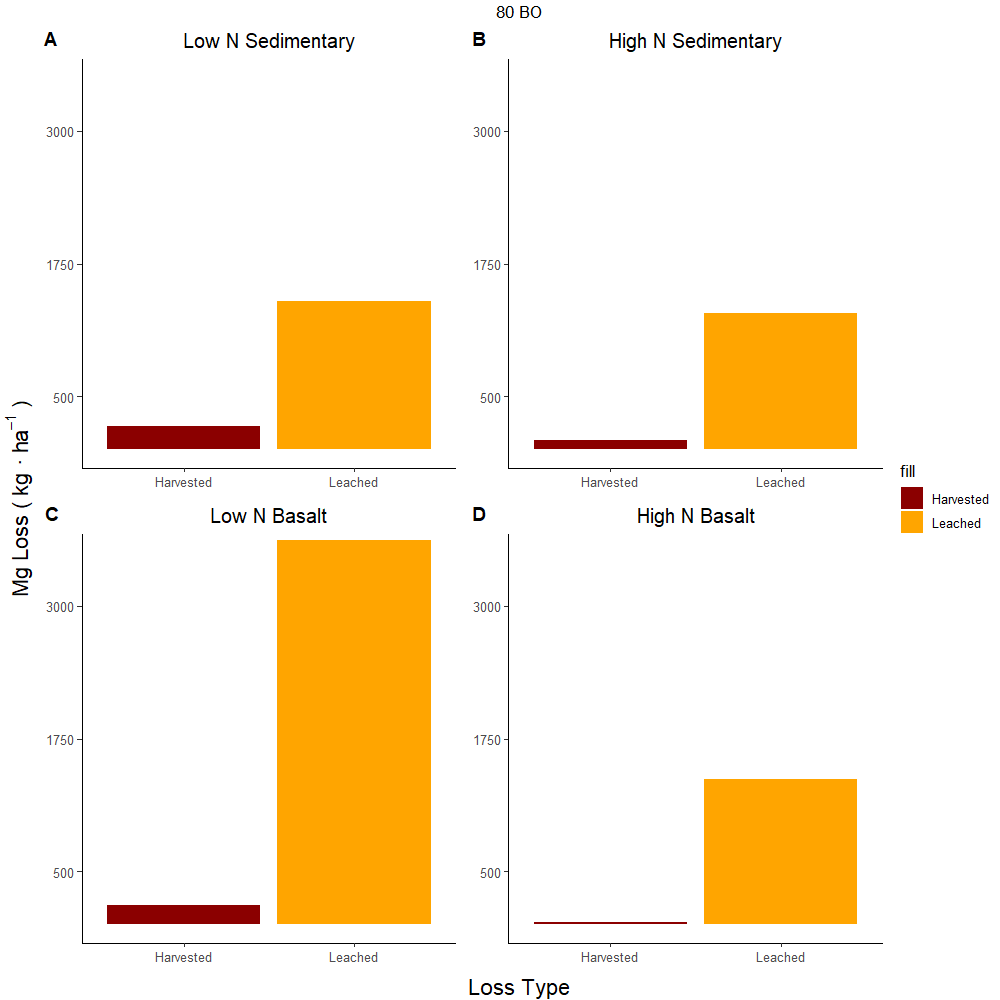 80 BO
A
Low N Sedimentary
B
High N Sedimentary
3000
1750
500
Harvested
Leached
3000
1750
500
Harvested
Leached
C
Low N Basalt
D
High N Basalt
3000
1750
500
Harvested
Leached
3000
1750
500
Harvested
Leached
Mg Loss ( kg · ha⁻¹ )
Loss Type
fill
Harvested
Leached